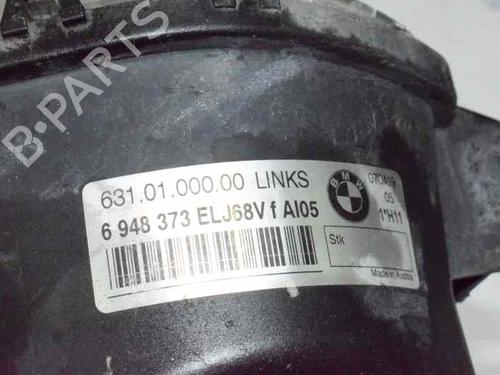 B·PARTS
631.01.000.00 LINKS
6 948 373 ELJ68V f AI05
BMW
070419
05
1*H11
Stk
Made in Austria